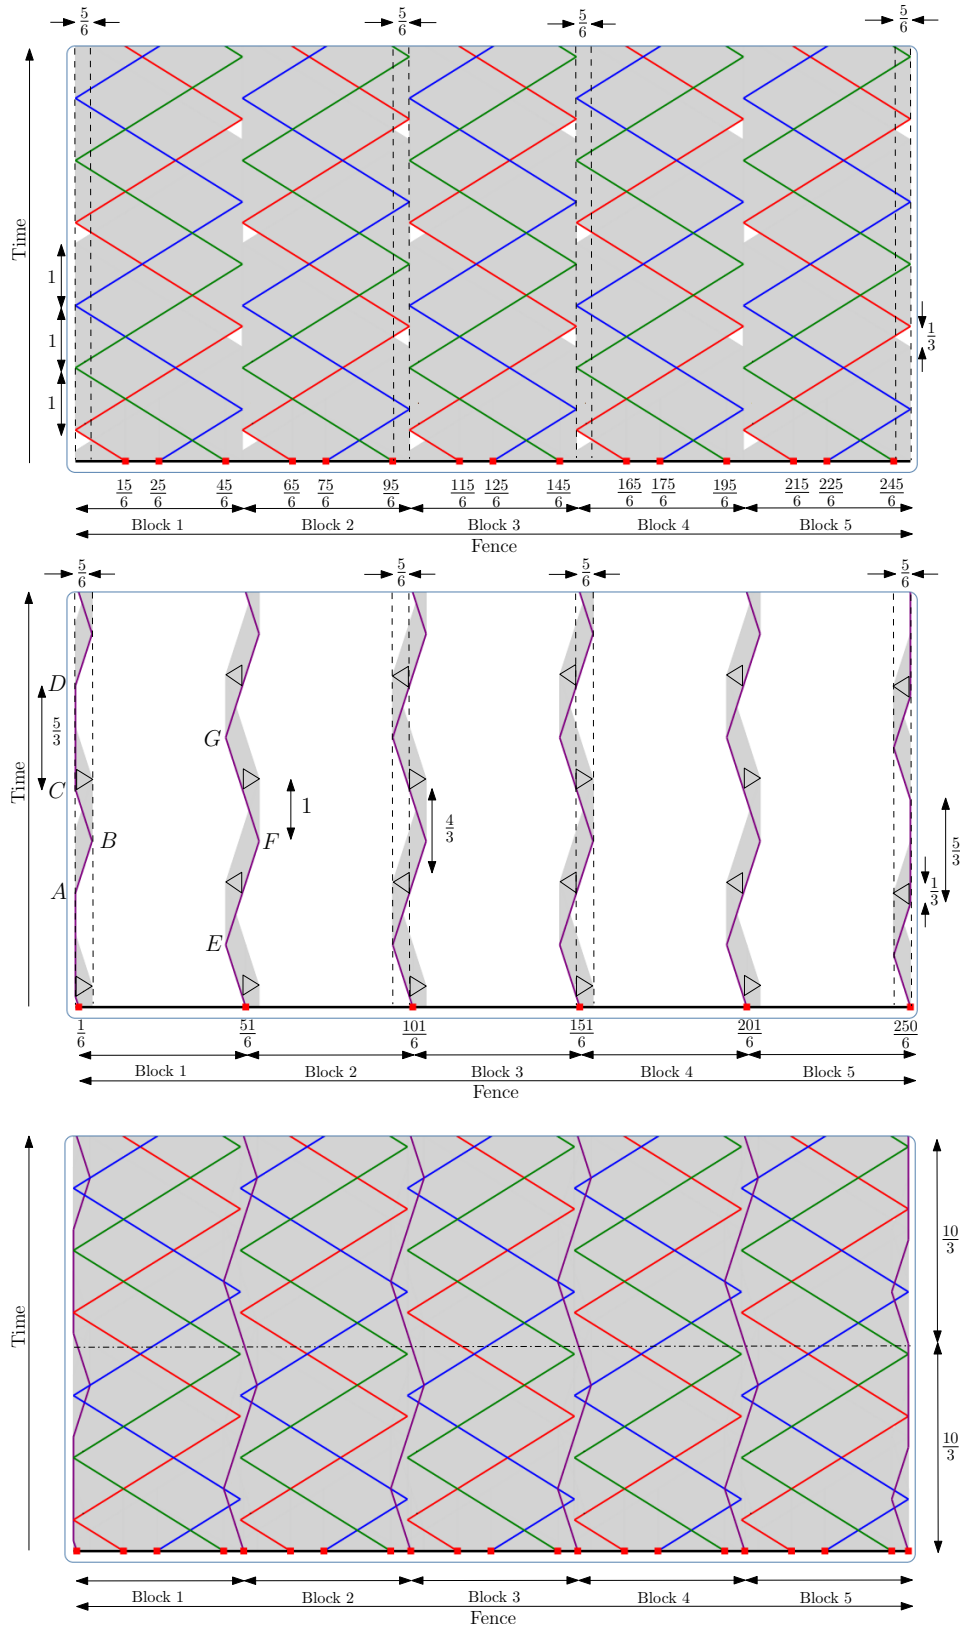 5/6 5/6 5/6 5/6
Time
1
1
1
1/3
15/6 25/6 45/6 65/6 75/6 95/6 115/6 125/6 145/6 165/6 175/6 195/6 215/6 225/6 245/6
Block 1 Block 2 Block 3 Block 4 Block 5
Fence
5/6 5/6 5/6 5/6
Time
D
5/3
G
C
1
4/3
B
F
5/3
A
1/3
E
1/6 51/6 101/6 151/6 201/6 250/6
Block 1 Block 2 Block 3 Block 4 Block 5
Fence
Time
10/3
10/3
Block 1 Block 2 Block 3 Block 4 Block 5
Fence